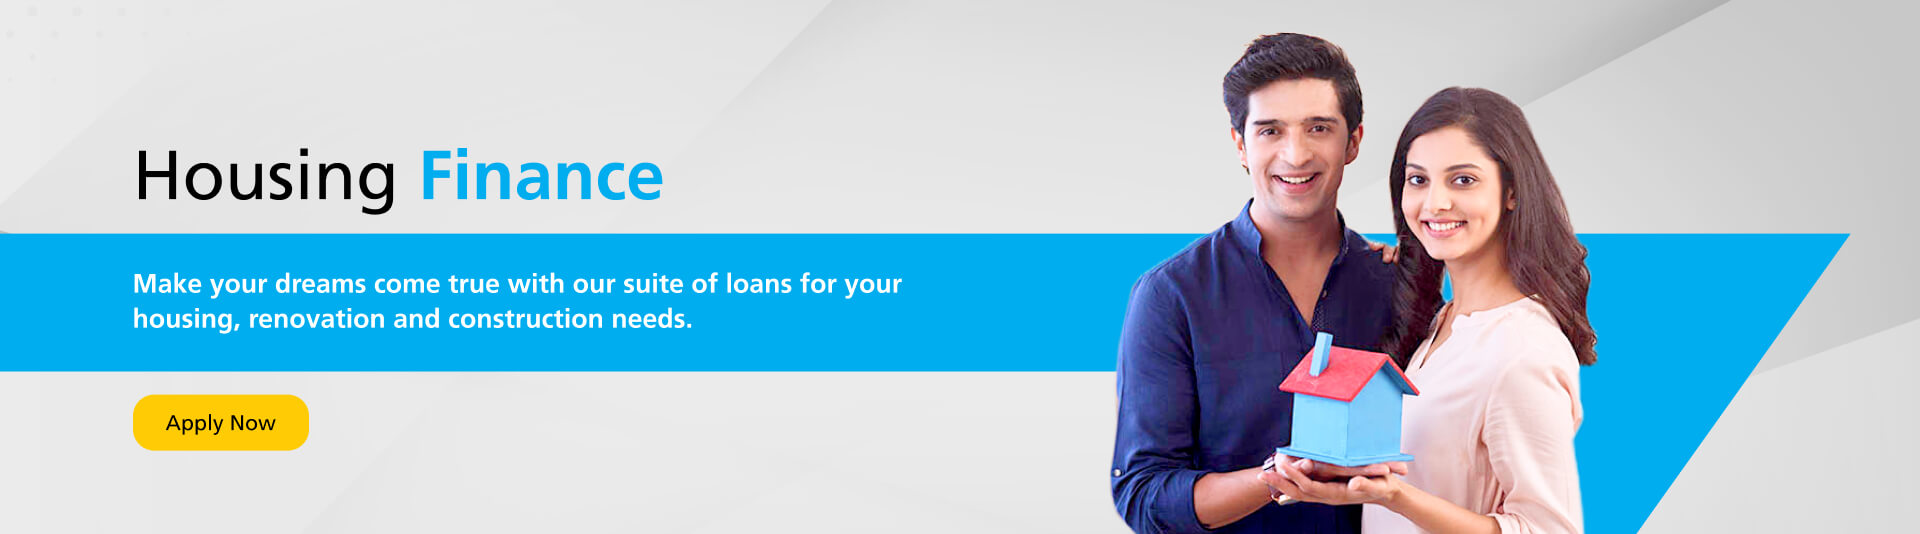 Housing Finance
Make your dreams come true with our suite of loans for your
housing, renovation and construction needs.
Apply Now